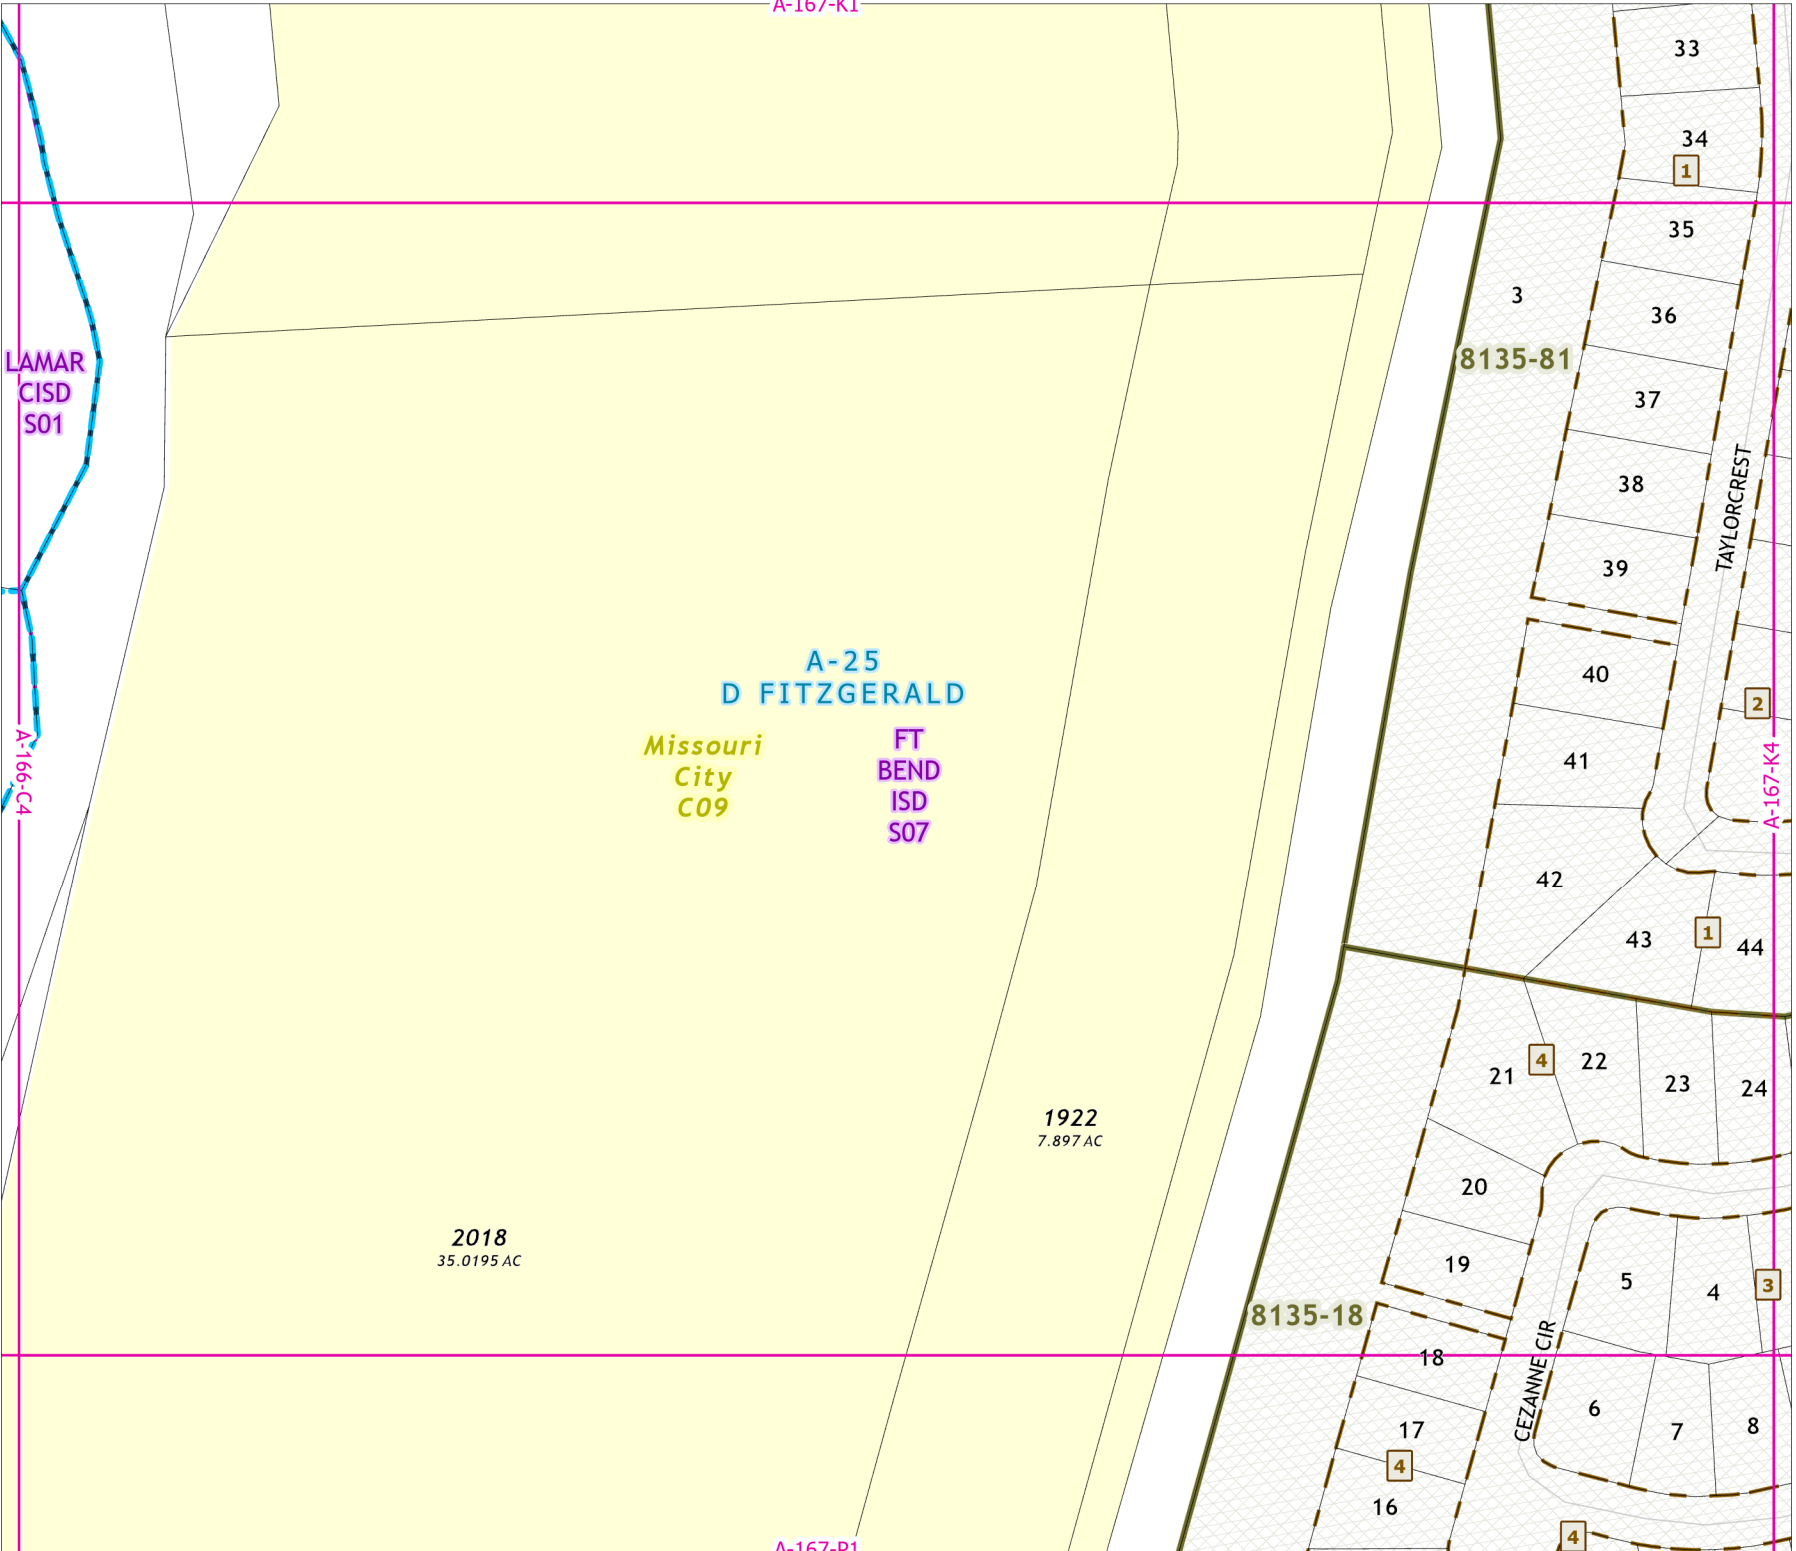 A-167-K1
33
34
1
35
3
36
8135-81
LAMAR
CISD
S01
37
TAYLORCREST
38
39
A-25
D FITZGERALD
40
2
Missouri
City
C09
FT
BEND
ISD
S07
41
A-166-C4
A-167-K4
42
43
1
44
21
4
22
23
24
1922
7.897 AC
20
2018
35.0195 AC
19
5
4
3
8135-18
18
CEZANNE CIR
6
7
8
17
4
16
4
A-167-P1